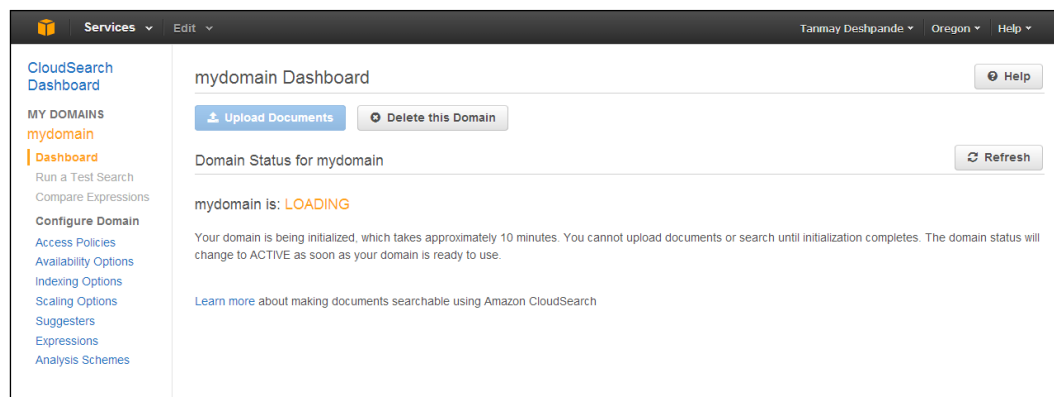 Services Edit Tanmay Deshpande Oregon Help
CloudSearch
Dashboard
MY DOMAINS
mydomain
Dashboard
Run a Test Search
Compare Expressions
Configure Domain
Access Policies
Availability Options
Indexing Options
Scaling Options
Suggesters
Expressions
Analysis Schemes
mydomain Dashboard Help
Upload Documents Delete this Domain
Domain Status for mydomain Refresh
mydomain is: LOADING
Your domain is being initialized, which takes approximately 10 minutes. You cannot upload documents or search until initialization completes. The domain status will
change to ACTIVE as soon as your domain is ready to use.
Learn more about making documents searchable using Amazon CloudSearch